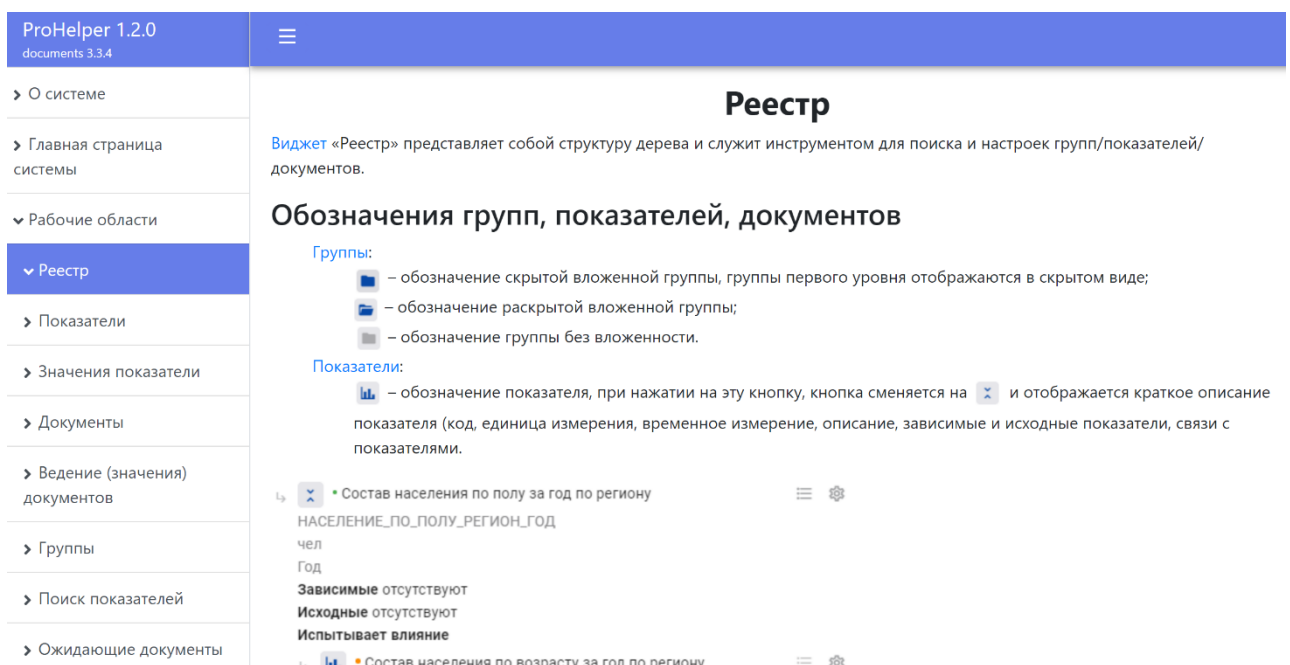 ProHelper 1.2.0
documents 3.3.4
О системе
Главная страница
системы
Рабочие области
Реестр
Показатели
Значения показатели
Документы
Ведение (значения)
документов
Группы
Поиск показателей
Ожидающие документы
Реестр
Виджет «Реестр» представляет собой структуру дерева и служит инструментом для поиска и настроек групп/показателей/
документов.
Обозначения групп, показателей, документов
Группы:
– обозначение скрытой вложенной группы, группы первого уровня отображаются в скрытом виде;
– обозначение раскрытой вложенной группы;
– обозначение группы без вложенности.
Показатели:
– обозначение показателя, при нажатии на эту кнопку, кнопка сменяется на и отображается краткое описание
показателя (код, единица измерения, временное измерение, описание, зависимые и исходные показатели, связи с
показателями.
Состав населения по полу за год по региону
НАСЕЛЕНИЕ_ПО_ПОЛУ_РЕГИОН_ГОД
чел
Год
Зависимые отсутствуют
Исходные отсутствуют
Испытывает влияние
Состав населения по возрасту за год по региону